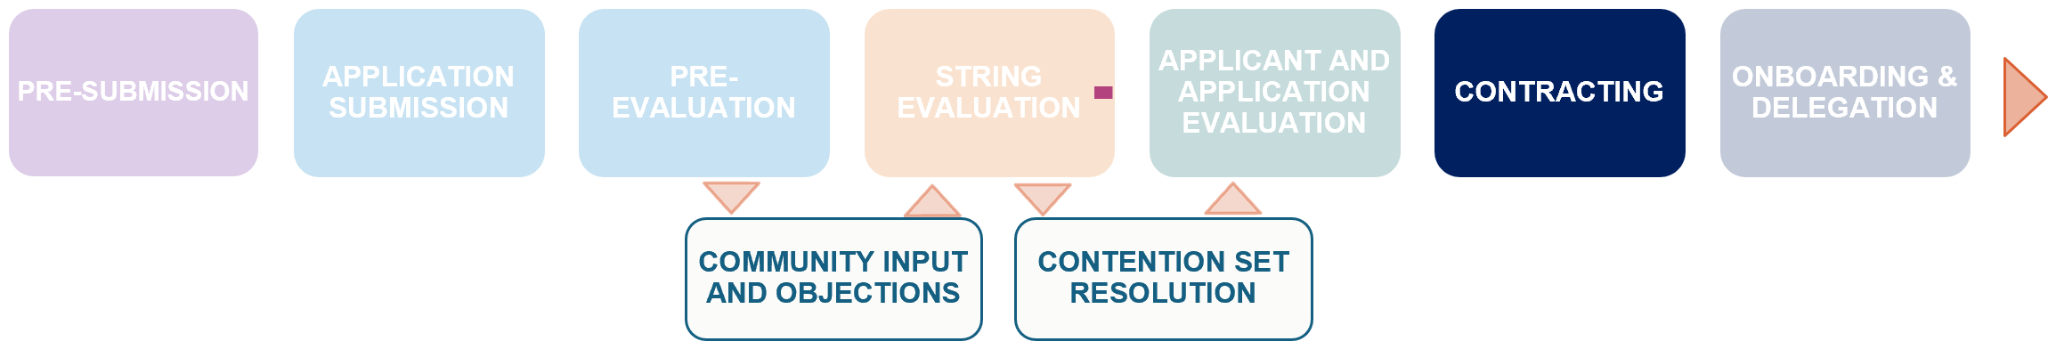 PRE-SUBMISSION
APPLICATION
SUBMISSION
PRE-
EVALUATION
STRING
EVALUATION
APPLICANT AND
APPLICATION
EVALUATION
CONTRACTING
ONBOARDING &
DELEGATION
COMMUNITY INPUT
AND OBJECTIONS
CONTENTION SET
RESOLUTION